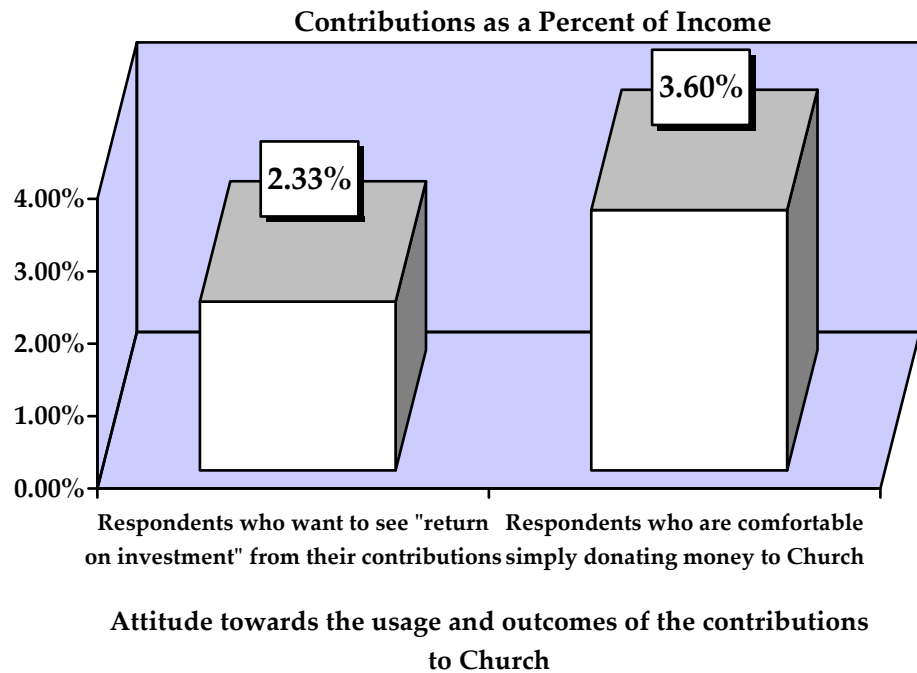 Contributions as a Percent of Income
3.60%
2.33%
4.00%
3.00%
2.00%
1.00%
0.00%
Respondents who want to see "return
on investment" from their contributions
Respondents who are comfortable
simply donating money to Church
Attitude towards the usage and outcomes of the contributions
to Church